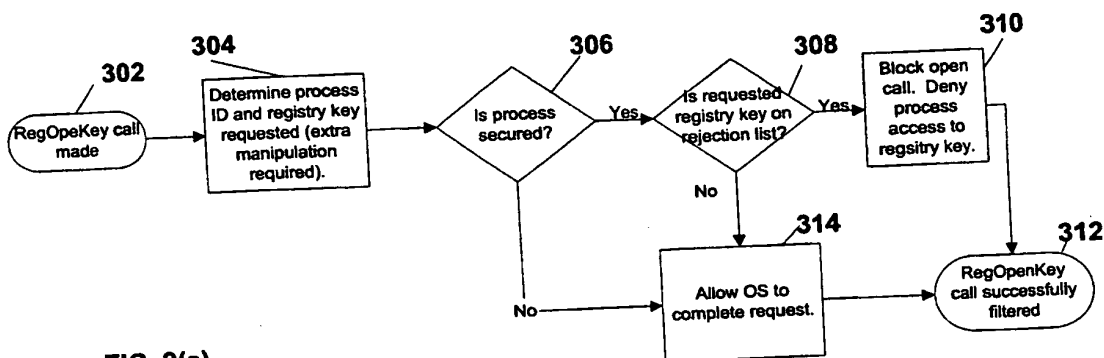 302
RegOpeKey call
made
304
Determine process
ID and registry key
requested (extra
manipulation
required).
306
Is process
secured?
Yes
308
Is requested
registry key on
rejection list?
Yes
310
Block open
call. Deny
process
access to
regsitry key.
No
No
314
Allow OS to
complete request.
312
RegOpenKey
call successfully
filtered